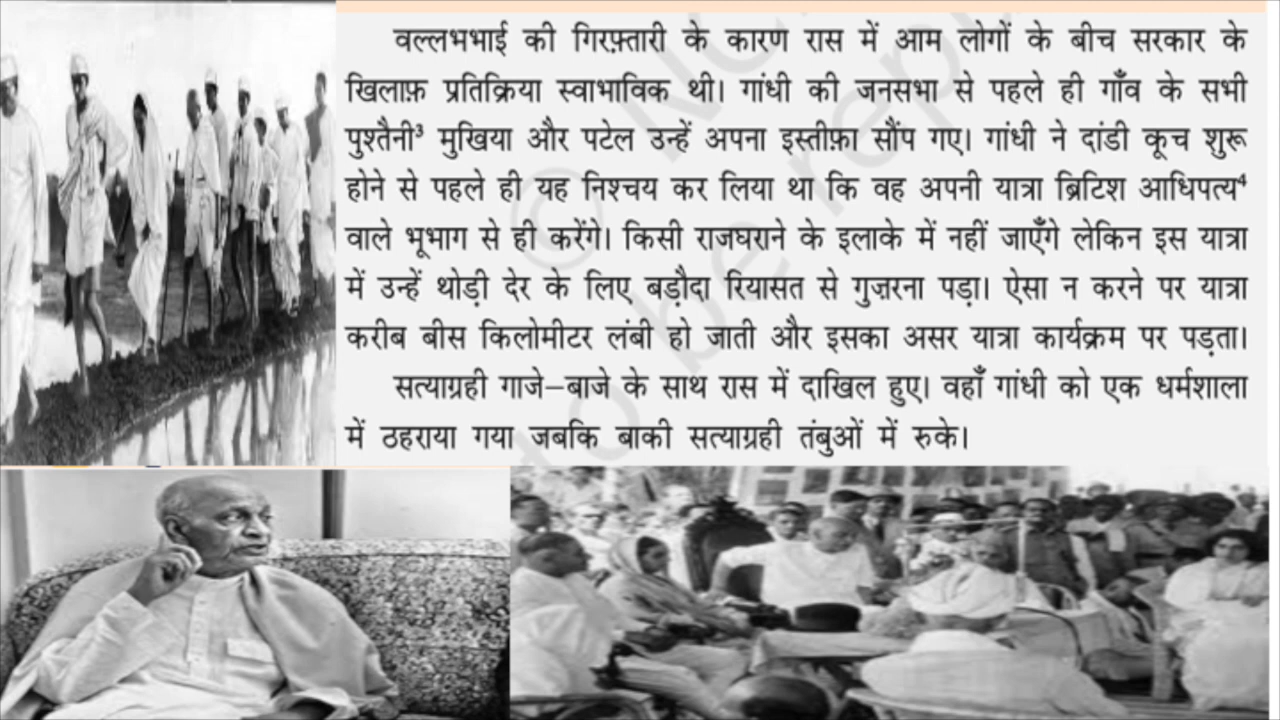 वल्लभभाई की गिरफ़्तारी के कारण रास में आम लोगों के बीच सरकार के
खिलाफ़ प्रतिक्रिया स्वाभाविक थी। गांधी की जनसभा से पहले ही गाँव के सभी
पुश्तैनी³ मुखिया और पटेल उन्हें अपना इस्तीफ़ा सौंप गए। गांधी ने दांडी कूच शुरू
होने से पहले ही यह निश्चय कर लिया था कि वह अपनी यात्रा ब्रिटिश आधिपत्य⁴
वाले भूभाग से ही करेंगे। किसी राजघराने के इलाके में नहीं जाएँगे लेकिन इस यात्रा
में उन्हें थोड़ी देर के लिए बड़ौदा रियासत से गुज़रना पड़ा। ऐसा न करने पर यात्रा
करीब बीस किलोमीटर लंबी हो जाती और इसका असर यात्रा कार्यक्रम पर पड़ता।
सत्याग्रही गाजे–बाजे के साथ रास में दाखिल हुए। वहाँ गांधी को एक धर्मशाला
में ठहराया गया जबकि बाकी सत्याग्रही तंबुओं में रुके।